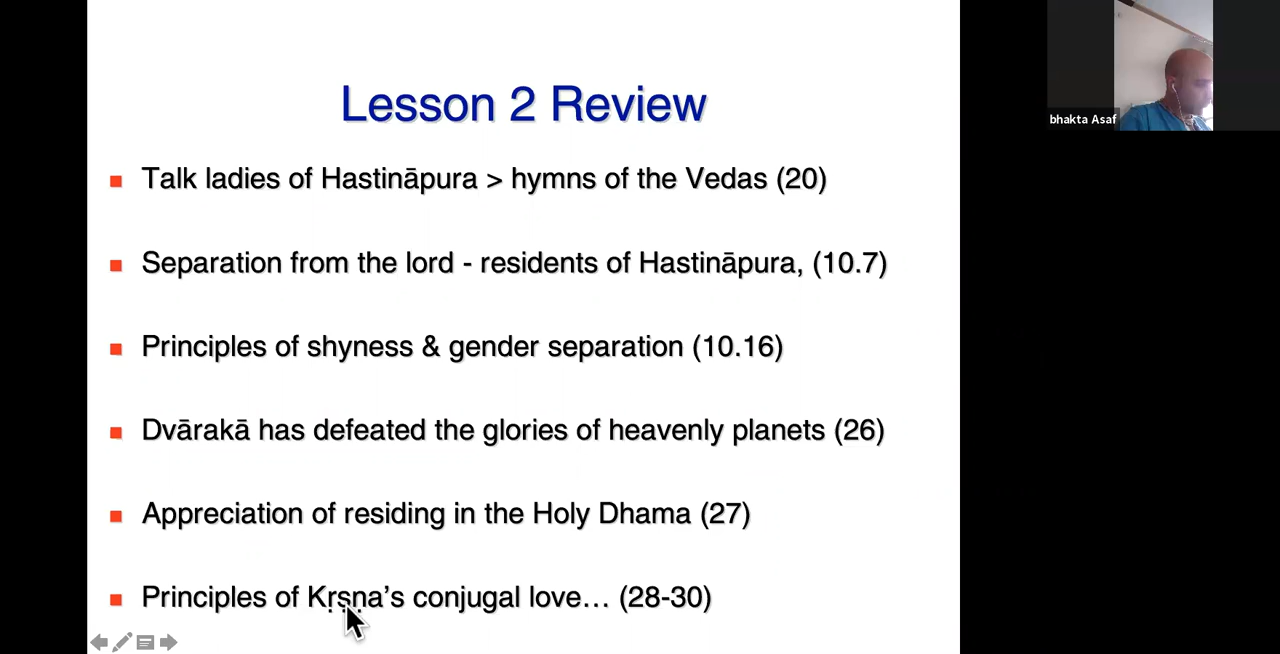 Lesson 2 Review
Talk ladies of Hastināpura > hymns of the Vedas (20)
Separation from the lord - residents of Hastināpura, (10.7)
Principles of shyness & gender separation (10.16)
Dvārakā has defeated the glories of heavenly planets (26)
Appreciation of residing in the Holy Dhama (27)
Principles of Kṛṣṇa’s conjugal love… (28-30)
bhakta Asaf